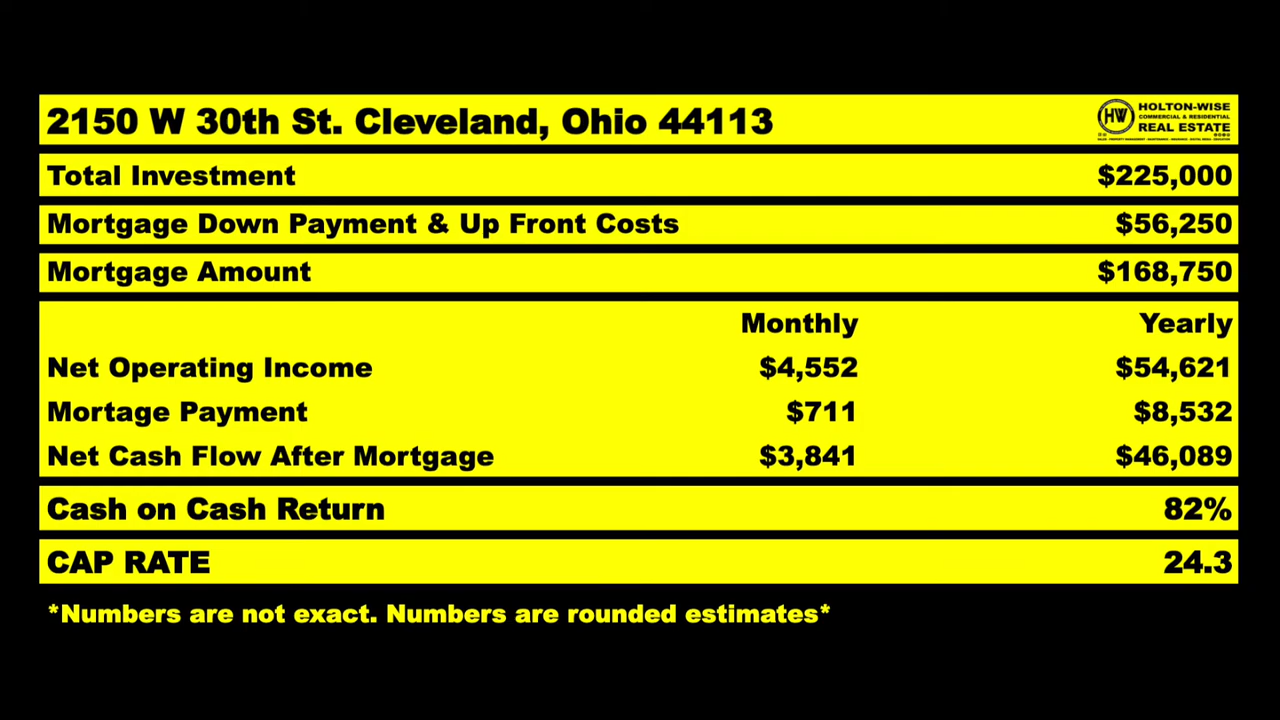 2150 W 30th St. Cleveland, Ohio 44113
HW
HOLTON-WISE
COMMERCIAL & RESIDENTIAL
REAL ESTATE
Total Investment $225,000
Mortgage Down Payment & Up Front Costs $56,250
Mortgage Amount $168,750
Monthly Yearly
Net Operating Income $4,552 $54,621
Mortage Payment $711 $8,532
Net Cash Flow After Mortgage $3,841 $46,089
Cash on Cash Return 82%
CAP RATE 24.3
*Numbers are not exact. Numbers are rounded estimates*